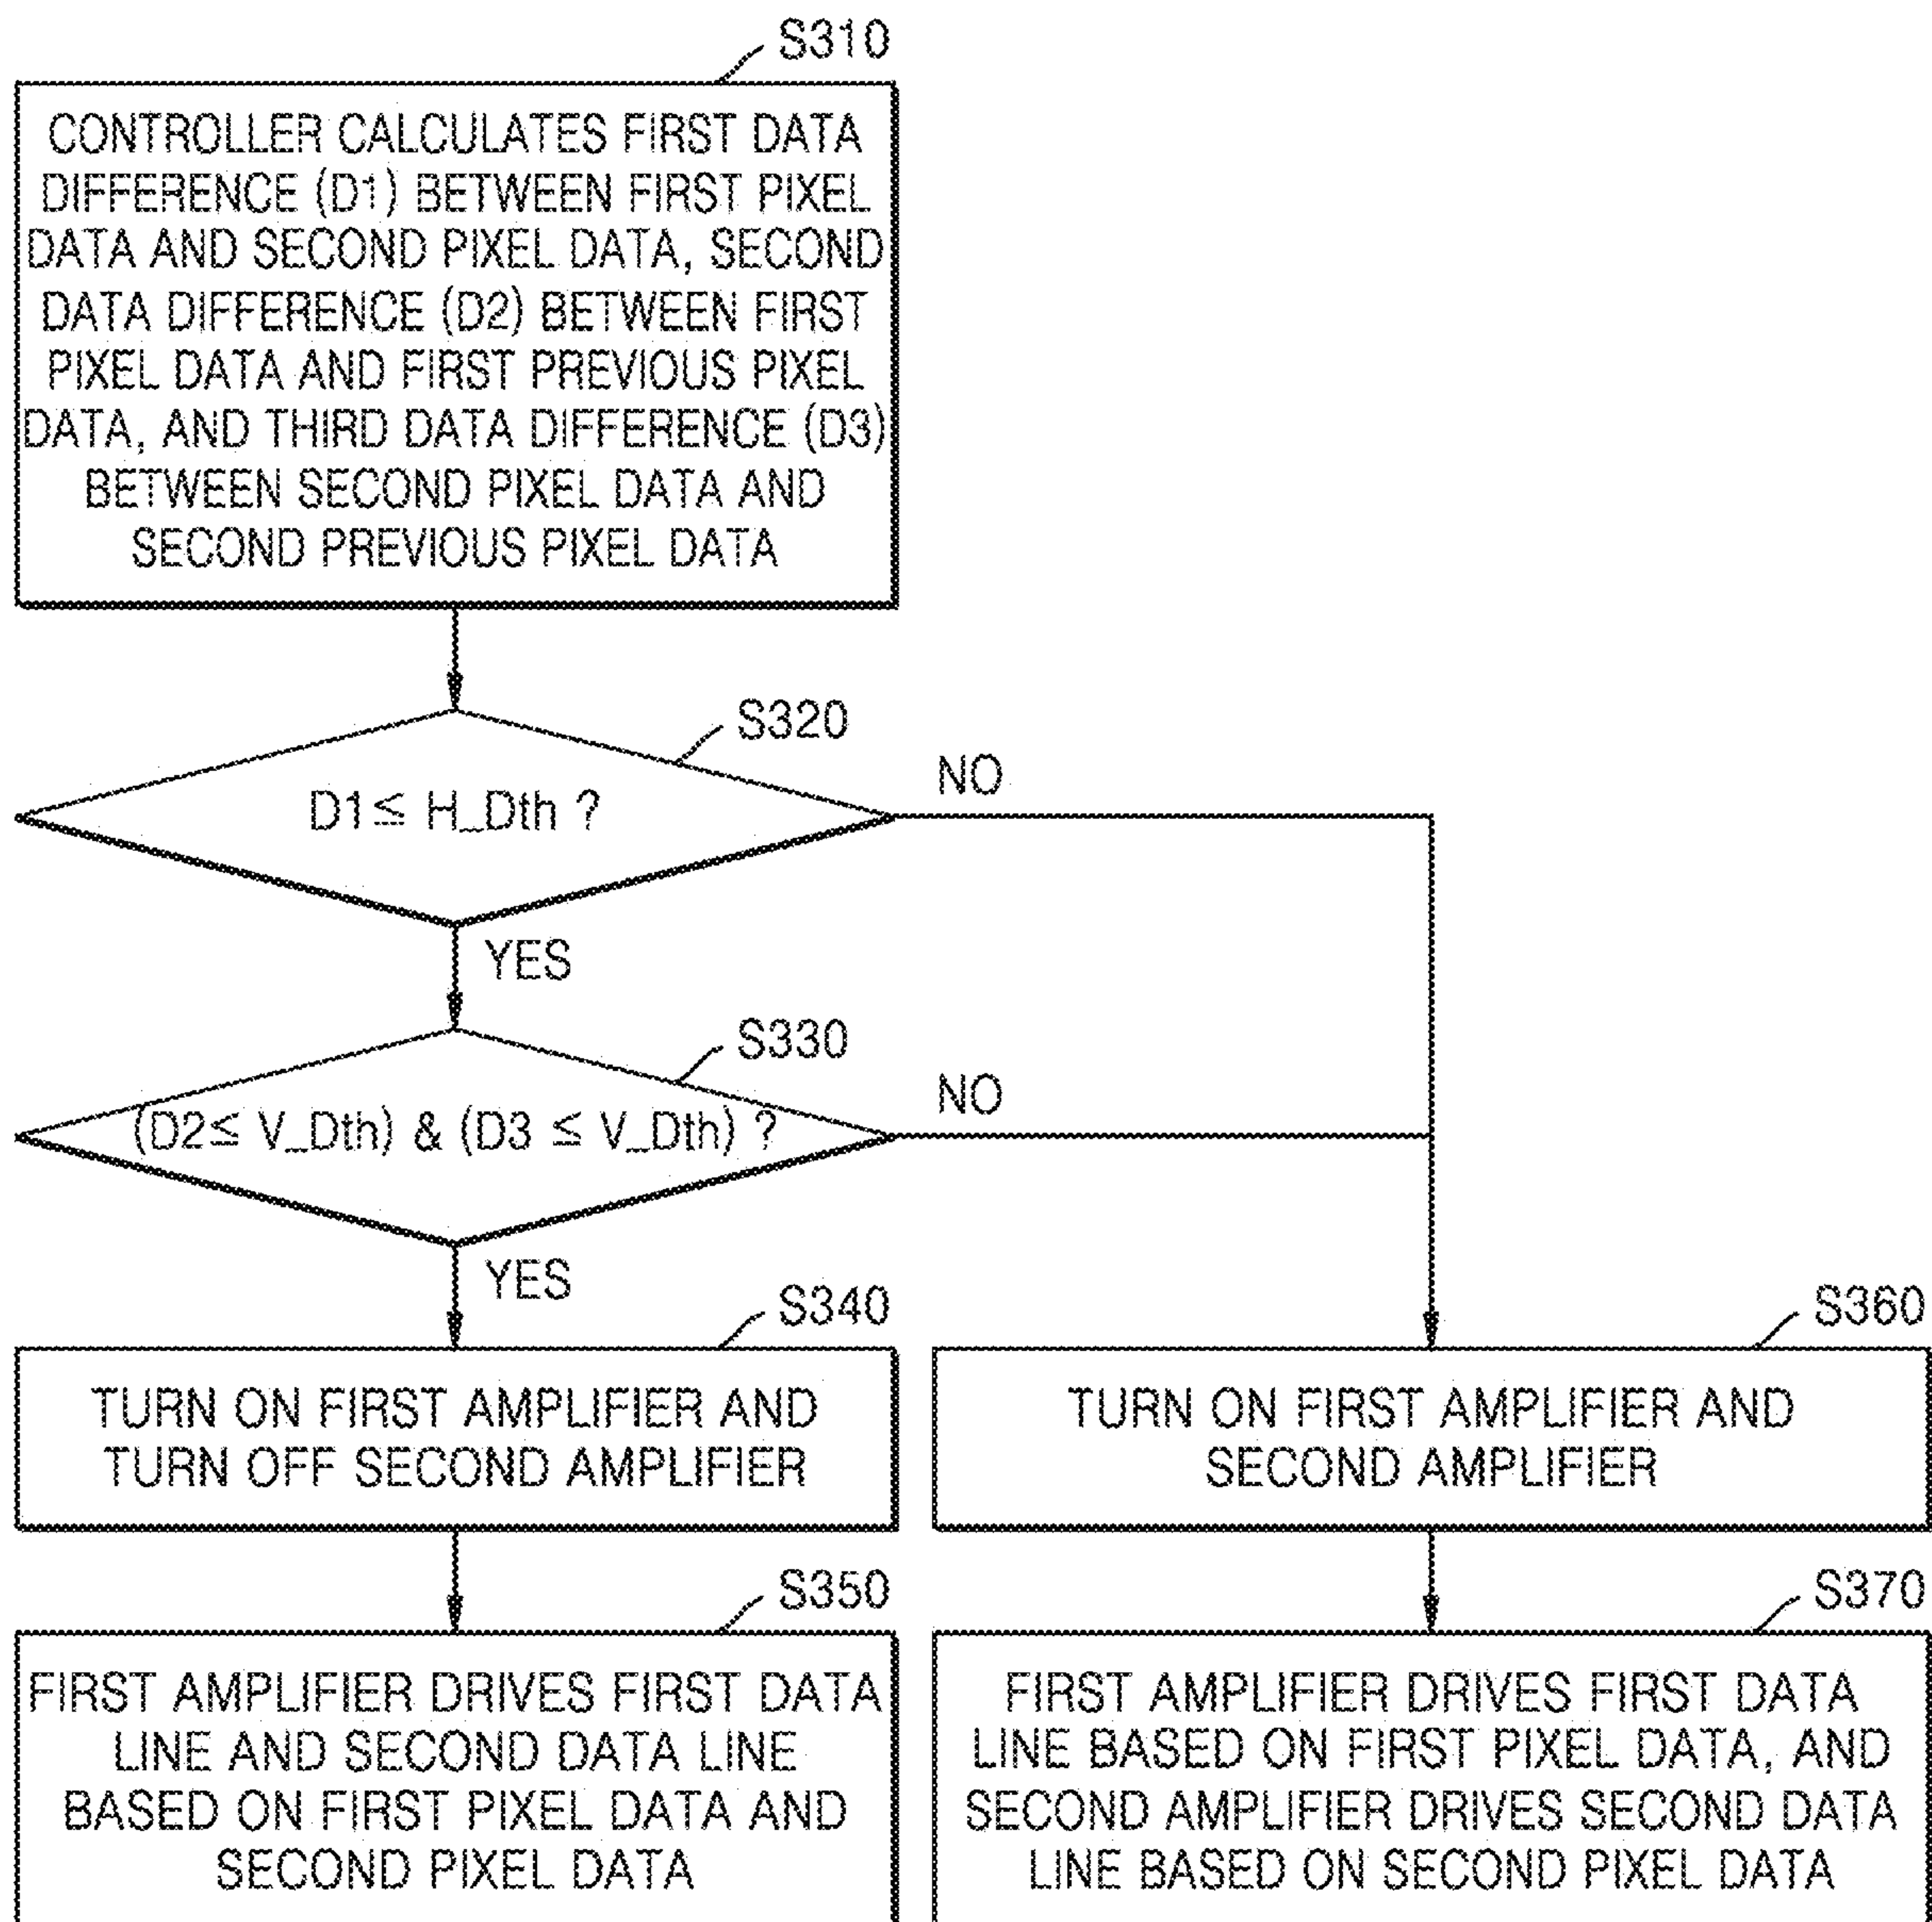 S310
CONTROLLER CALCULATES FIRST DATA
DIFFERENCE (D1) BETWEEN FIRST PIXEL
DATA AND SECOND PIXEL DATA, SECOND
DATA DIFFERENCE (D2) BETWEEN FIRST
PIXEL DATA AND FIRST PREVIOUS PIXEL
DATA, AND THIRD DATA DIFFERENCE (D3)
BETWEEN SECOND PIXEL DATA AND
SECOND PREVIOUS PIXEL DATA
S320
D1≦ H_Dth ?
NO
YES
S330
(D2≦ V_Dth) & (D3 ≦ V_Dth) ?
NO
YES
S340
TURN ON FIRST AMPLIFIER AND
TURN OFF SECOND AMPLIFIER
S350
FIRST AMPLIFIER DRIVES FIRST DATA
LINE AND SECOND DATA LINE
BASED ON FIRST PIXEL DATA AND
SECOND PIXEL DATA
S360
TURN ON FIRST AMPLIFIER AND
SECOND AMPLIFIER
S370
FIRST AMPLIFIER DRIVES FIRST DATA
LINE BASED ON FIRST PIXEL DATA, AND
SECOND AMPLIFIER DRIVES SECOND DATA
LINE BASED ON SECOND PIXEL DATA